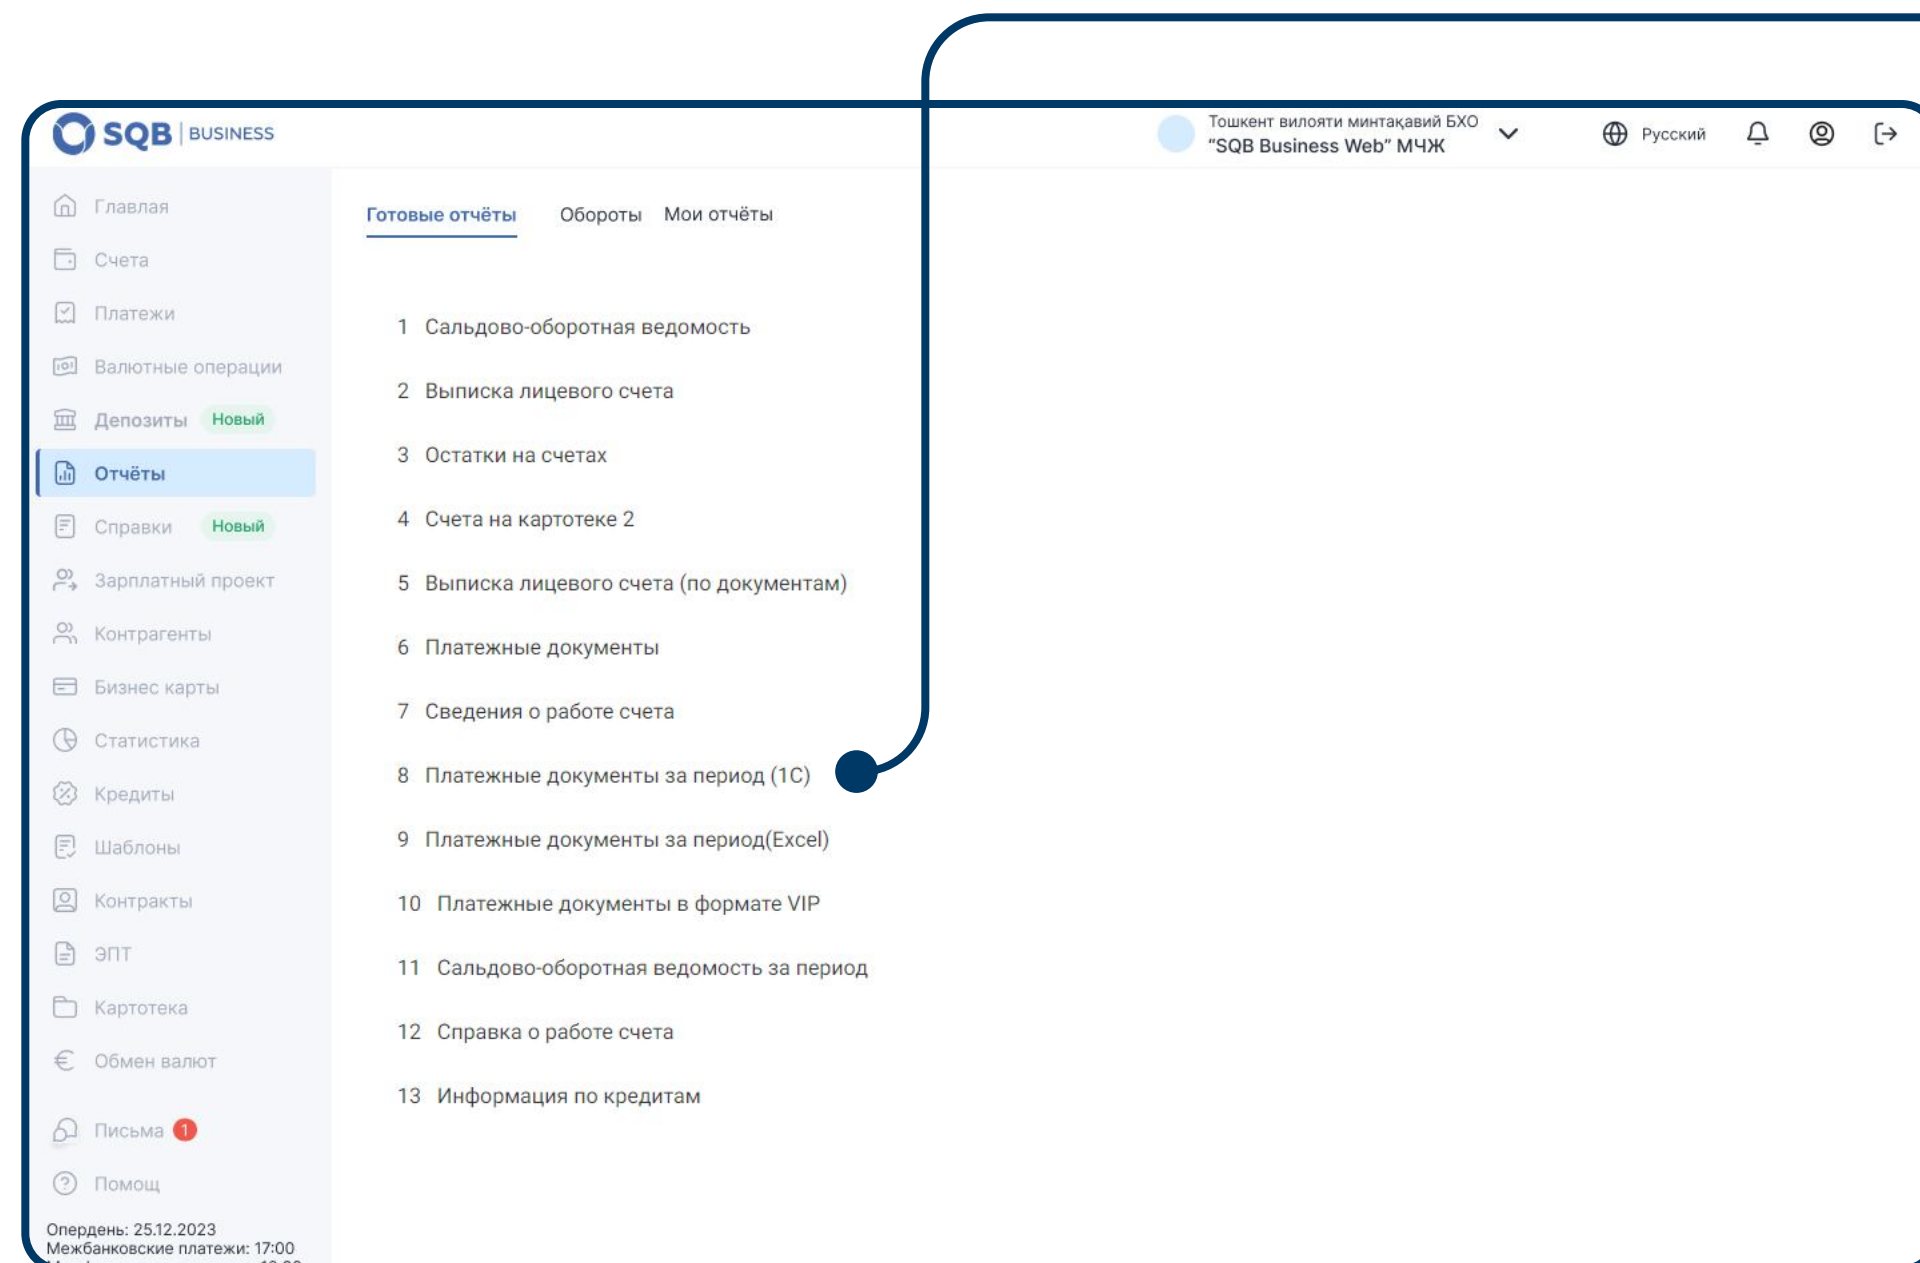 SQB BUSINESS
Тошкент вилояти минтақавий БХО
“SQB Business Web” МЧЖ
Русский
Главлая
Счета
Платежи
Валютные операции
Депозиты Новый
Отчёты
Справки Новый
Зарплатный проект
Контрагенты
Бизнес карты
Статистика
Кредиты
Шаблоны
Контракты
ЭПТ
Картотека
Обмен валют
Письма 1
Помощ
Опердень: 25.12.2023
Межбанковские платежи: 17:00
Готовые отчёты Обороты Мои отчёты
1 Сальдово-оборотная ведомость
2 Выписка лицевого счета
3 Остатки на счетах
4 Счета на картотеке 2
5 Выписка лицевого счета (по документам)
6 Платежные документы
7 Сведения о работе счета
8 Платежные документы за период (1С)
9 Платежные документы за период(Excel)
10 Платежные документы в формате VIP
11 Сальдово-оборотная ведомость за период
12 Справка о работе счета
13 Информация по кредитам